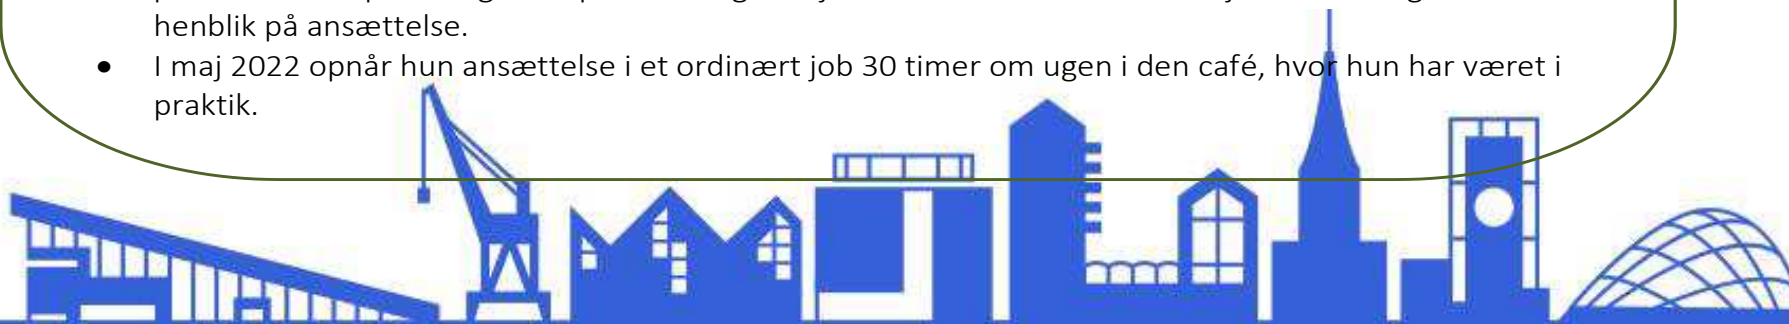 henblik på ansættelse.
● I maj 2022 opnår hun ansættelse i et ordinært job 30 timer om ugen i den café, hvor hun har været i
praktik.